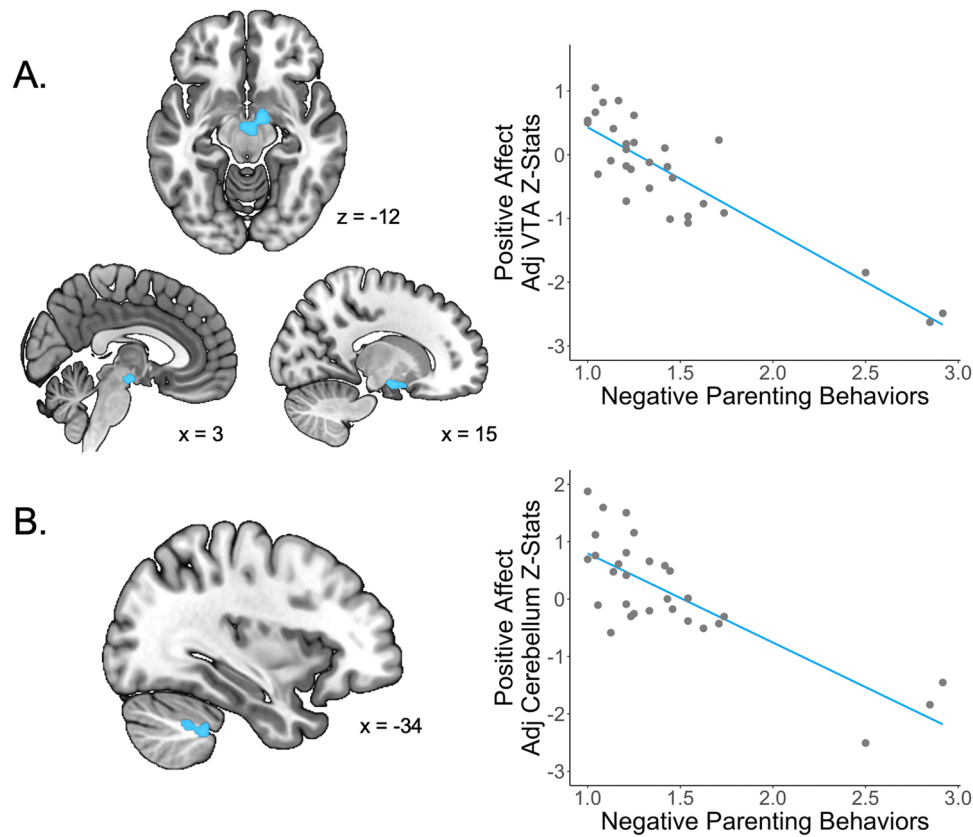 A.
z = -12
x = 3
x = 15
Positive Affect
Adj VTA Z-Stats
1
0
-1
-2
-3
1.0 1.5 2.0 2.5 3.0
Negative Parenting Behaviors
B.
x = -34
Positive Affect
Adj Cerebellum Z-Stats
2
1
0
-1
-2
-3
1.0 1.5 2.0 2.5 3.0
Negative Parenting Behaviors